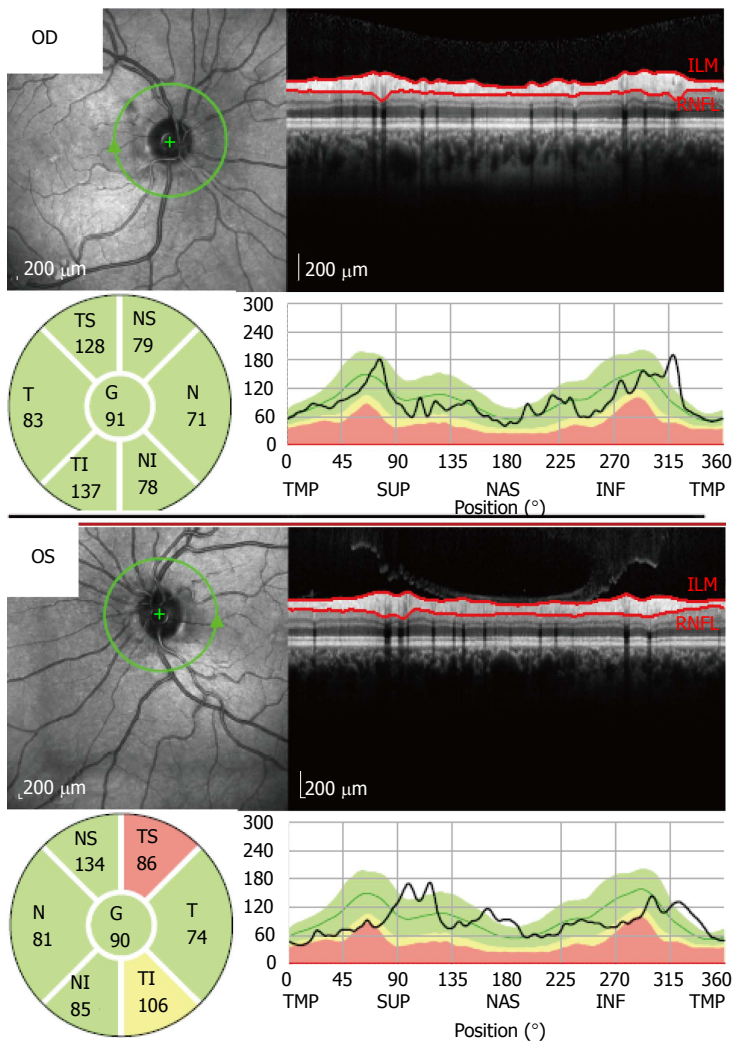 OD
ILM
RNFL
200 µm
200 µm
TS
128
NS
79
T
83
G
91
N
71
TI
137
NI
78
300
240
180
120
60
0
0 45 90 135 180 225 270 315 360
TMP SUP NAS INF TMP
Position (°)
OS
ILM
RNFL
200 µm
200 µm
NS
134
TS
86
N
81
G
90
T
74
NI
85
TI
106
300
240
180
120
60
0
0 45 90 135 180 225 270 315 360
TMP SUP NAS INF TMP
Position (°)